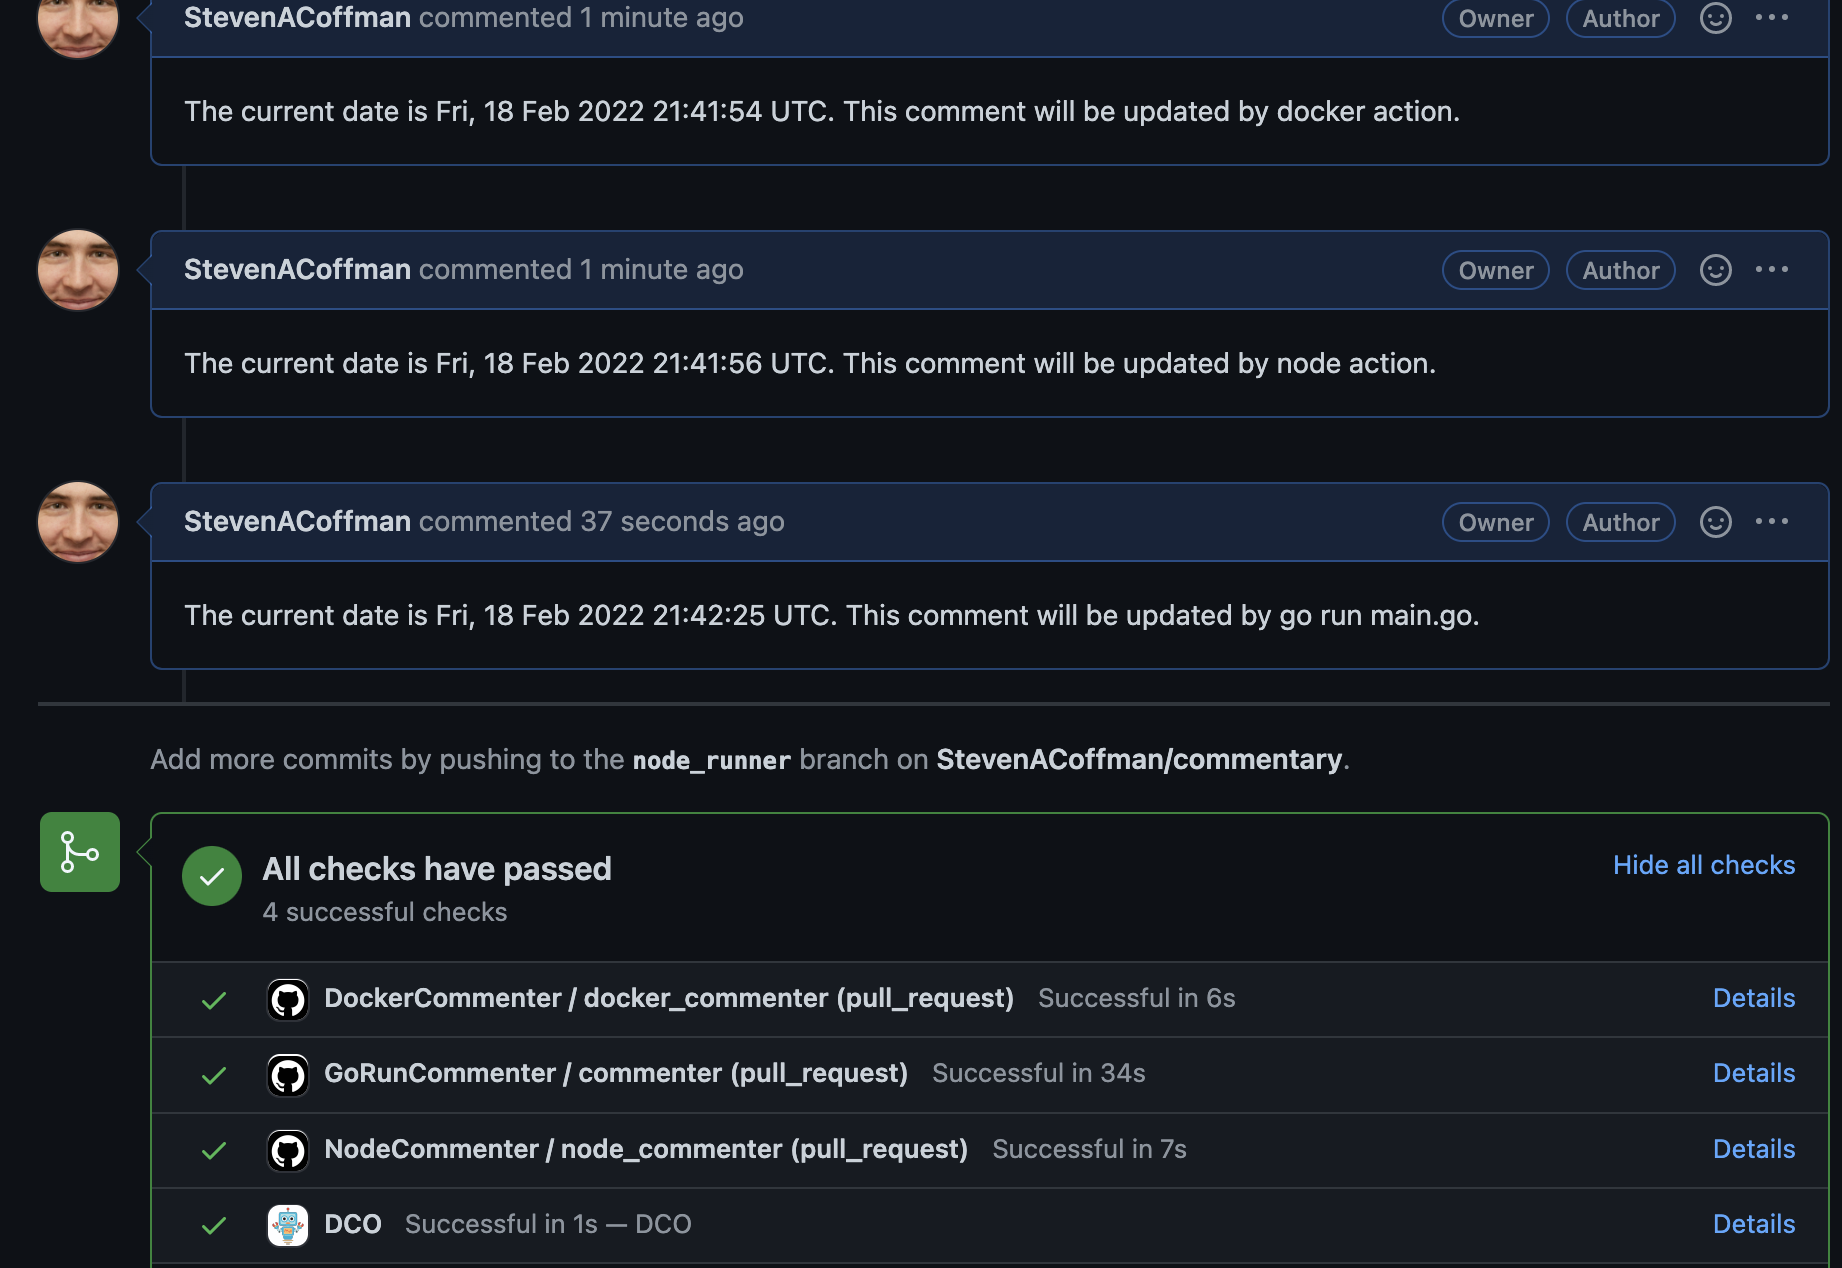 StevenACoffman commented 1 minute ago Owner Author
The current date is Fri, 18 Feb 2022 21:41:54 UTC. This comment will be updated by docker action.
StevenACoffman commented 1 minute ago Owner Author
The current date is Fri, 18 Feb 2022 21:41:56 UTC. This comment will be updated by node action.
StevenACoffman commented 37 seconds ago Owner Author
The current date is Fri, 18 Feb 2022 21:42:25 UTC. This comment will be updated by go run main.go.
Add more commits by pushing to the node_runner branch on StevenACoffman/commentary.
All checks have passed Hide all checks
4 successful checks
DockerCommenter / docker_commenter (pull_request) Successful in 6s Details
GoRunCommenter / commenter (pull_request) Successful in 34s Details
NodeCommenter / node_commenter (pull_request) Successful in 7s Details
DCO Successful in 1s — DCO Details